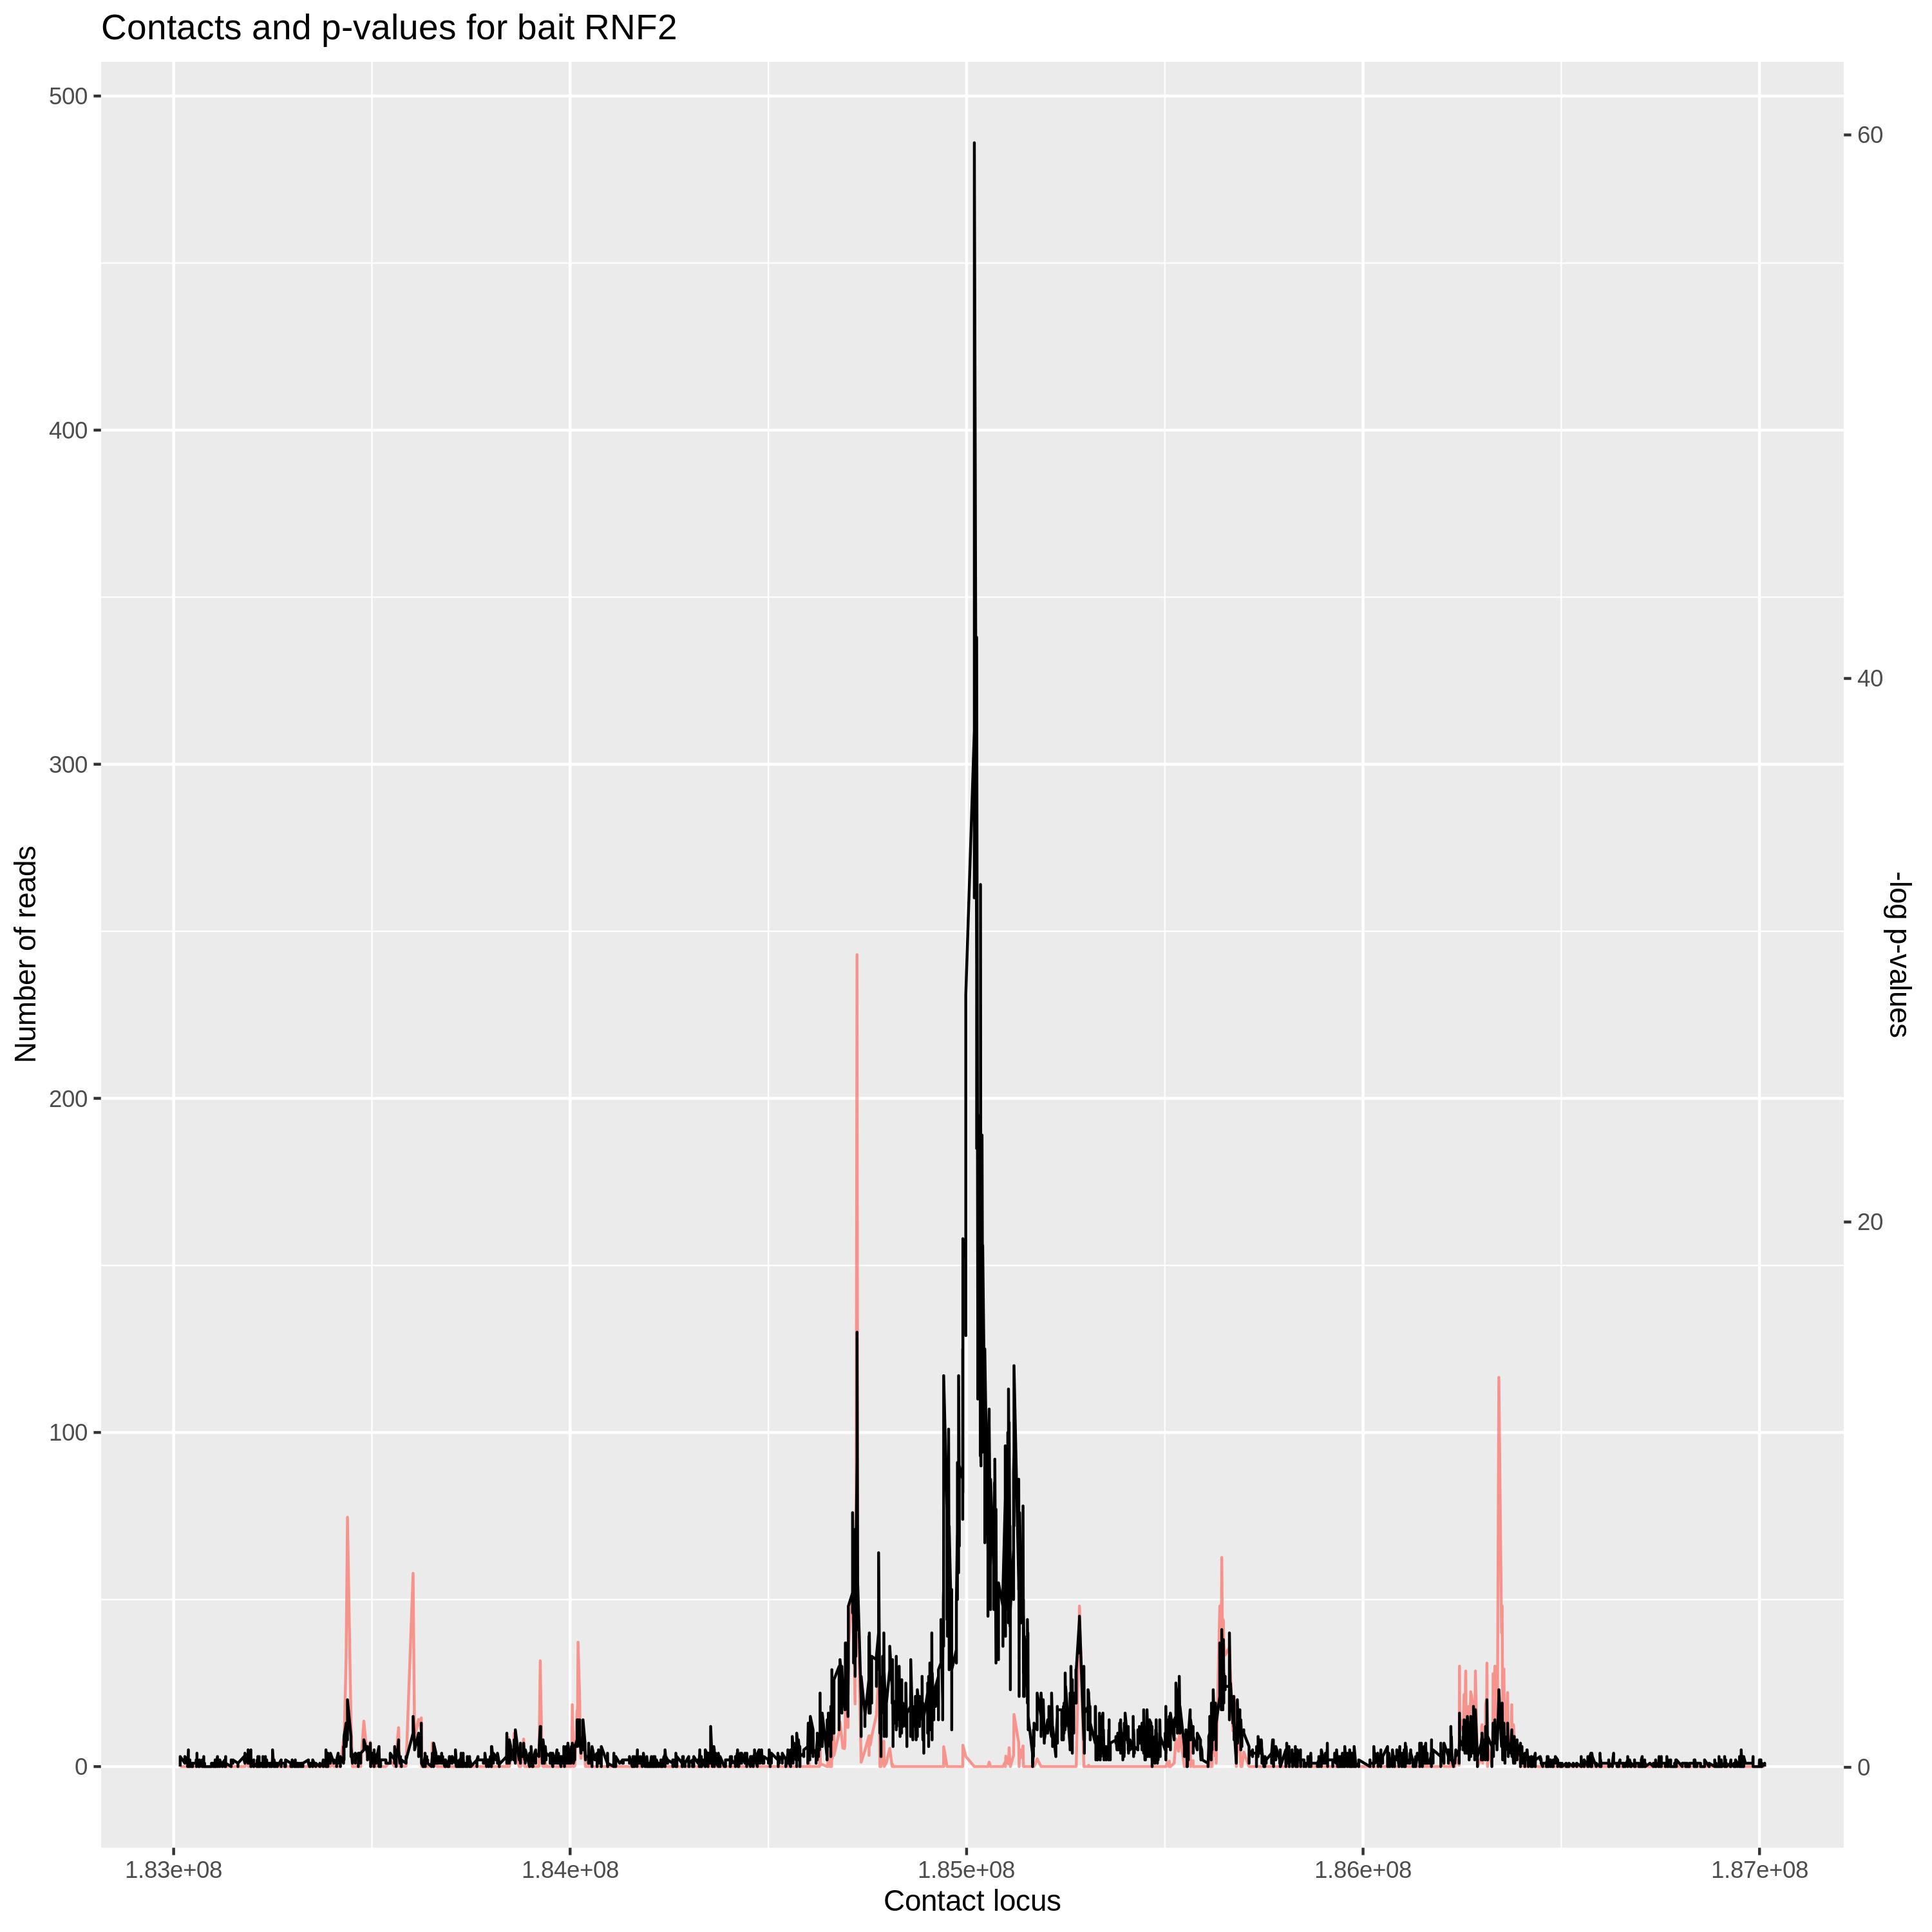 Contacts and p-values for bait RNF2
500
400
300
200
100
0
Number of reads
60
40
20
0
-log p-values
1.83e+08
1.84e+08
1.85e+08
1.86e+08
1.87e+08
Contact locus